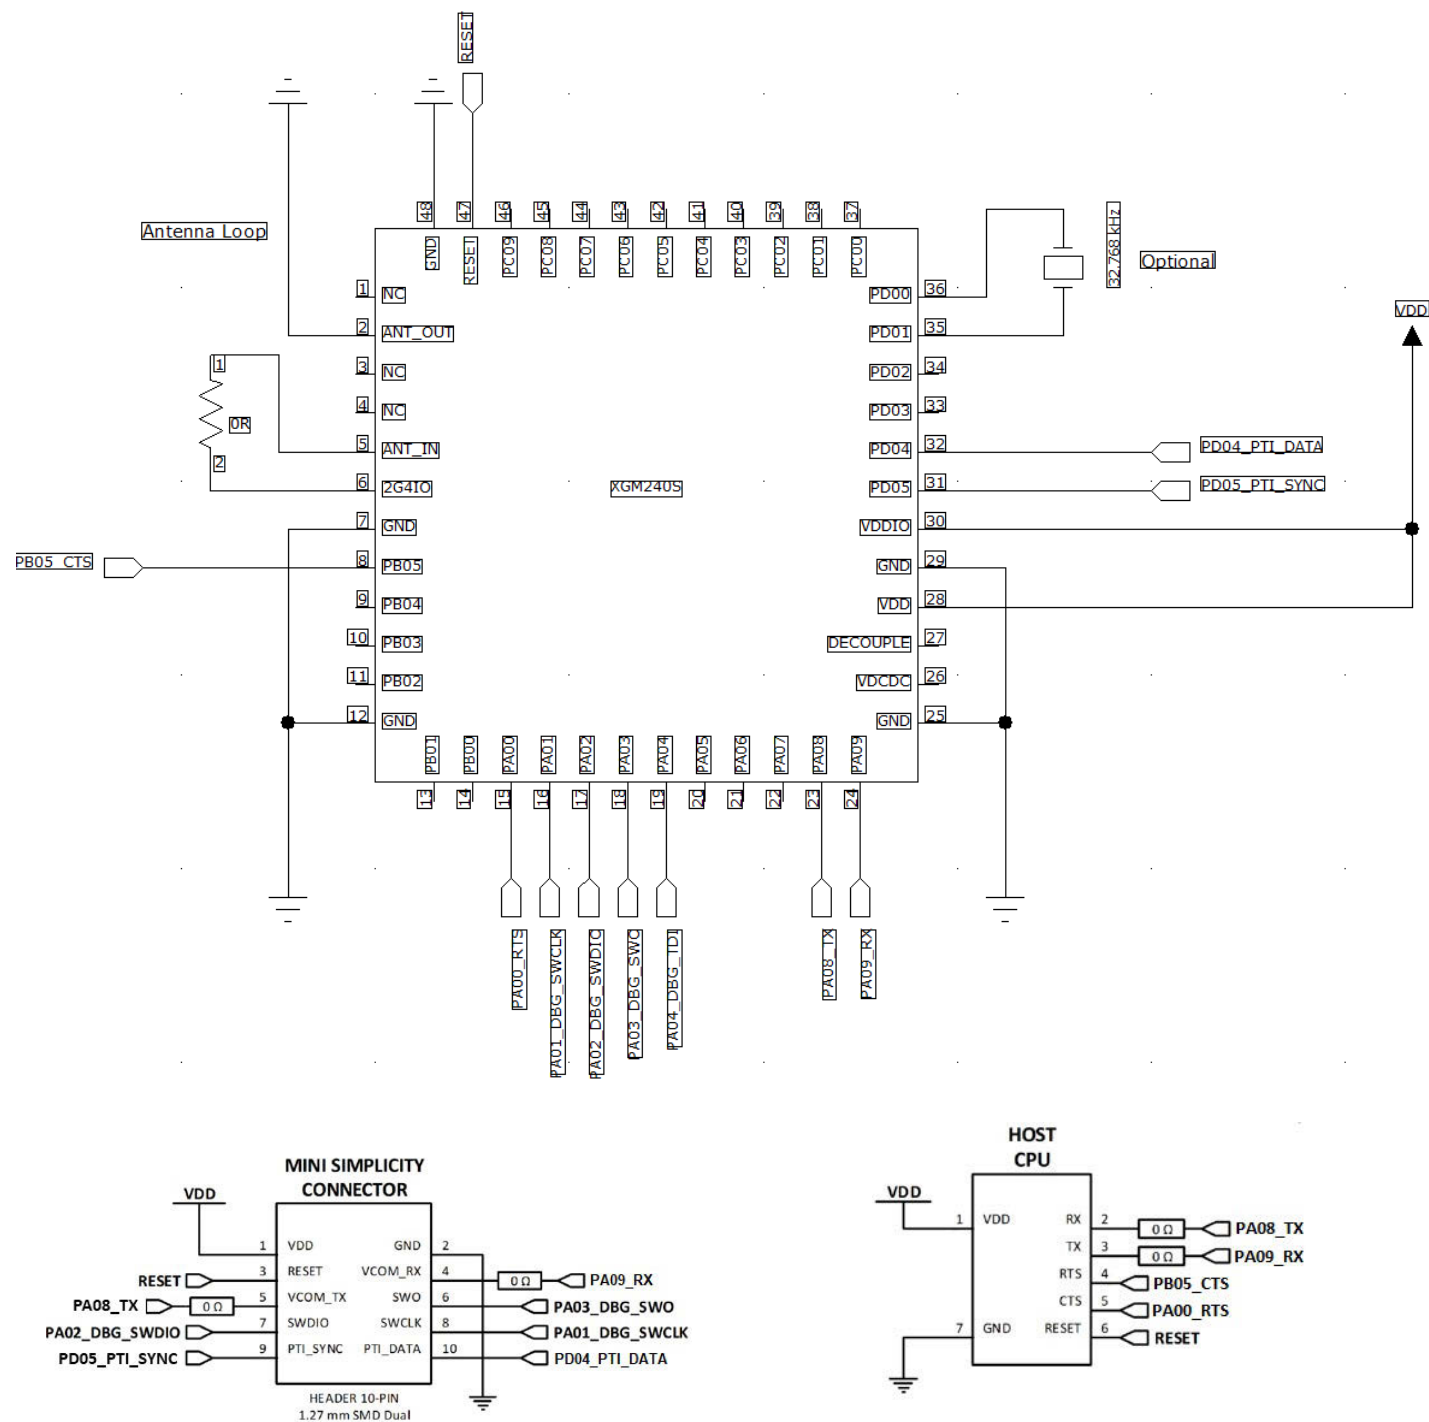 RESET
48
47
46
45
44
43
42
41
40
39
38
37
GND
RESET
PC09
PC08
PC07
PC06
PC05
PC04
PC03
PC02
PC01
PC00
Antenna Loop
32.768 kHz
Optional
VDD
1 NC
2 ANT_OUT
3 NC
4 NC
5 ANT_IN
6 2G4IO
7 GND
8 PB05
9 PB04
10 PB03
11 PB02
12 GND
1
0R
2
PB05_CTS
XGM240S
PD00 36
PD01 35
PD02 34
PD03 33
PD04 32
PD05 31
VDDIO 30
GND 29
VDD 28
DECOUPLE 27
VDCDC 26
GND 25
PD04_PTI_DATA
PD05_PTI_SYNC
PB01
PB00
PA00
PA01
PA02
PA03
PA04
PA05
PA06
PA07
PA08
PA09
13
14
15
16
17
18
19
20
21
22
23
24
PA00_RTS
PA01_DBG_SWCLK
PA02_DBG_SWDIO
PA03_DBG_SWO
PA04_DBG_TDI
PA08_TX
PA09_RX
MINI SIMPLICITY
CONNECTOR
VDD
1 VDD GND 2
RESET 3 RESET VCOM_RX 4 0 Ω PA09_RX
PA08_TX 0 Ω 5 VCOM_TX SWO 6 PA03_DBG_SWO
PA02_DBG_SWDIO 7 SWDIO SWCLK 8 PA01_DBG_SWCLK
PD05_PTI_SYNC 9 PTI_SYNC PTI_DATA 10 PD04_PTI_DATA
HEADER 10-PIN
1.27 mm SMD Dual
HOST
CPU
VDD
1 VDD RX 2 0 Ω PA08_TX
TX 3 0 Ω PA09_RX
RTS 4 PB05_CTS
CTS 5 PA00_RTS
7 GND RESET 6 RESET